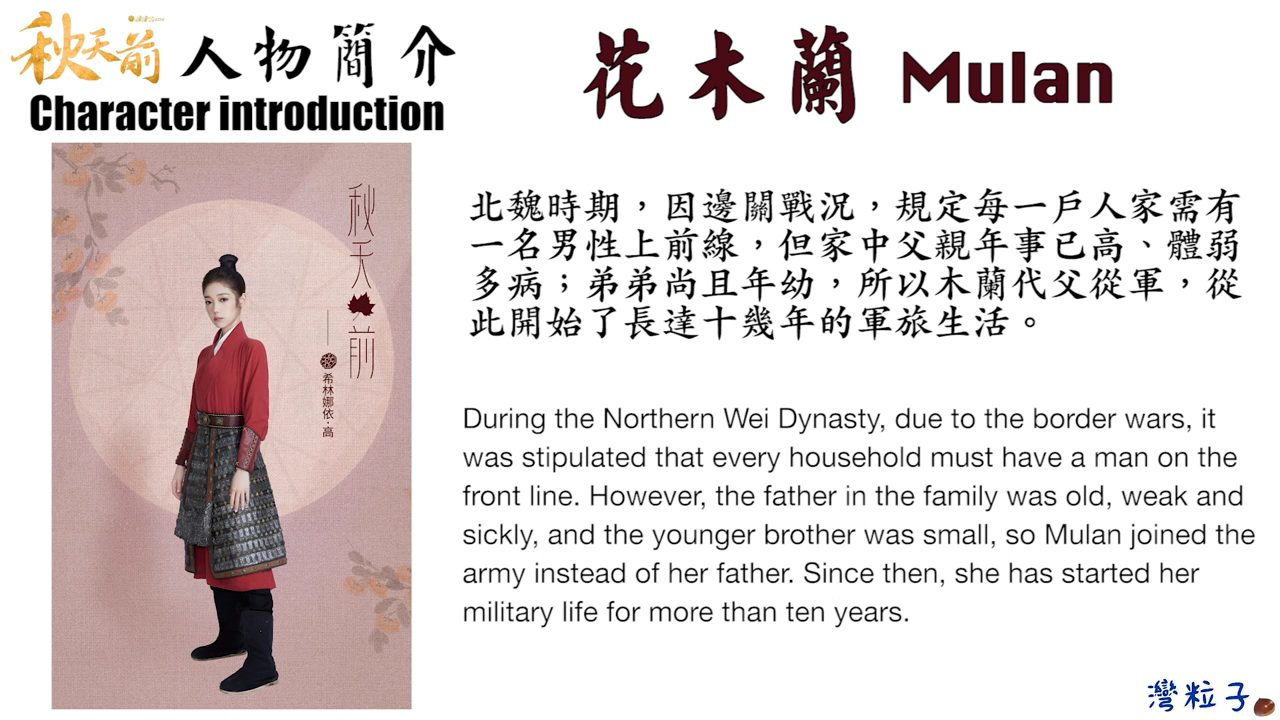 秋天前 人物簡介
Character introduction
花木蘭 Mulan
秋天前
希林娜依·高
北魏時期，因邊關戰況，規定每一戶人家需有
一名男性上前線，但家中父親年事已高、體弱
多病；弟弟尚且年幼，所以木蘭代父從軍，從
此開始了長達十幾年的軍旅生活。
During the Northern Wei Dynasty, due to the border wars, it
was stipulated that every household must have a man on the
front line. However, the father in the family was old, weak and
sickly, and the younger brother was small, so Mulan joined the
army instead of her father. Since then, she has started her
military life for more than ten years.
灣粒子